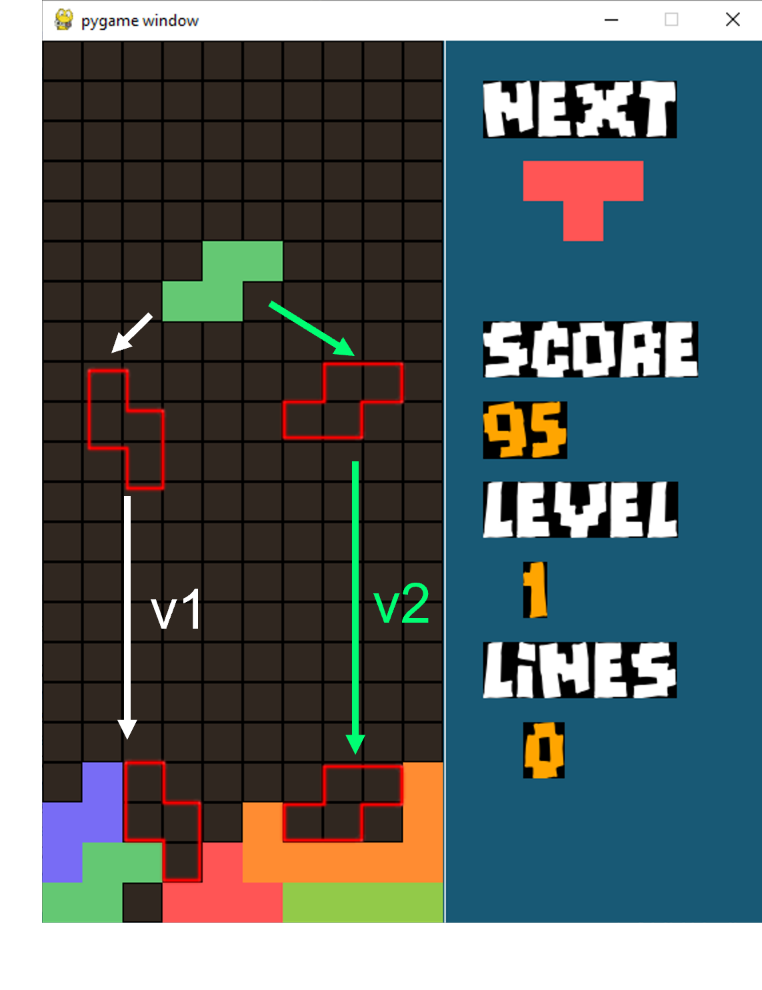 pygame window
NEXT
SCORE
95
LEVEL
1
LiNES
0
v1
v2